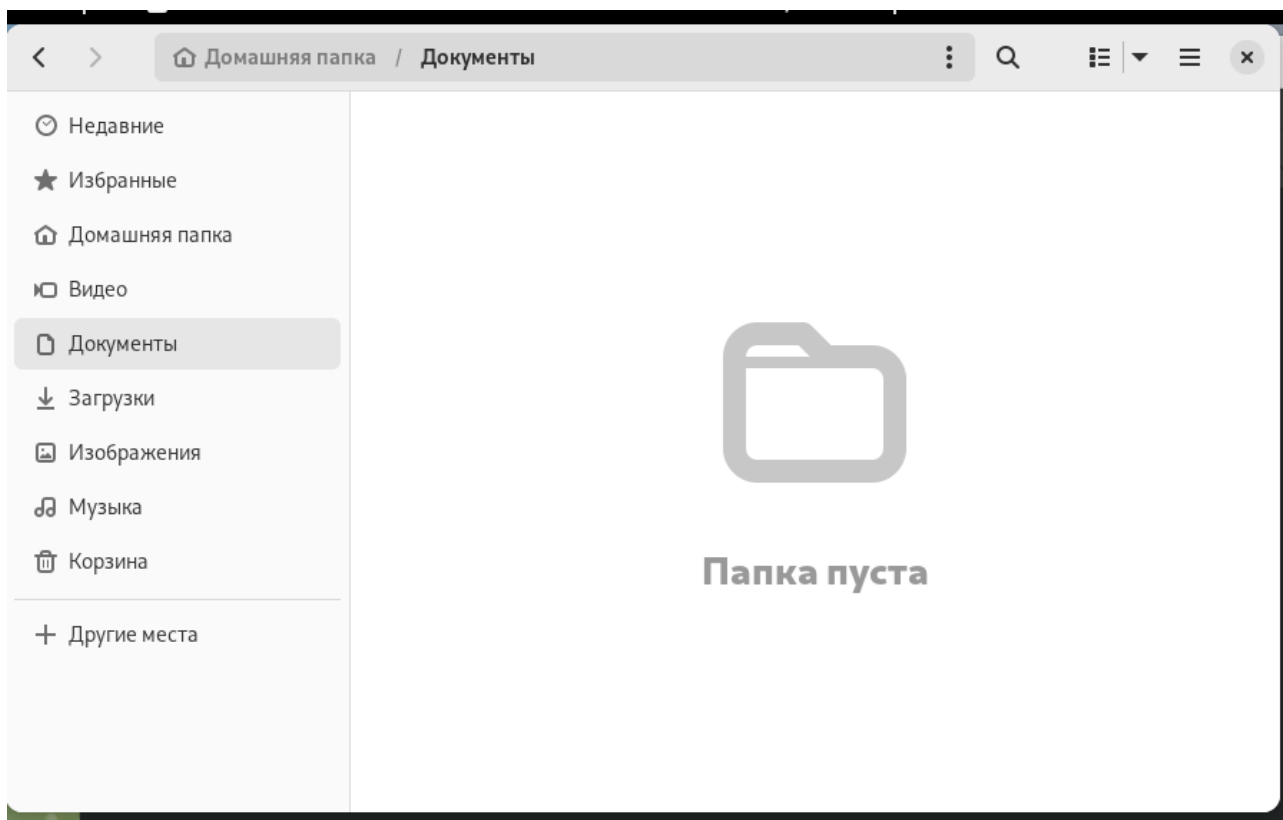 Домашняя папка / Документы
Недавние
Избранные
Домашняя папка
Видео
Документы
Загрузки
Изображения
Музыка
Корзина
Другие места
Папка пуста